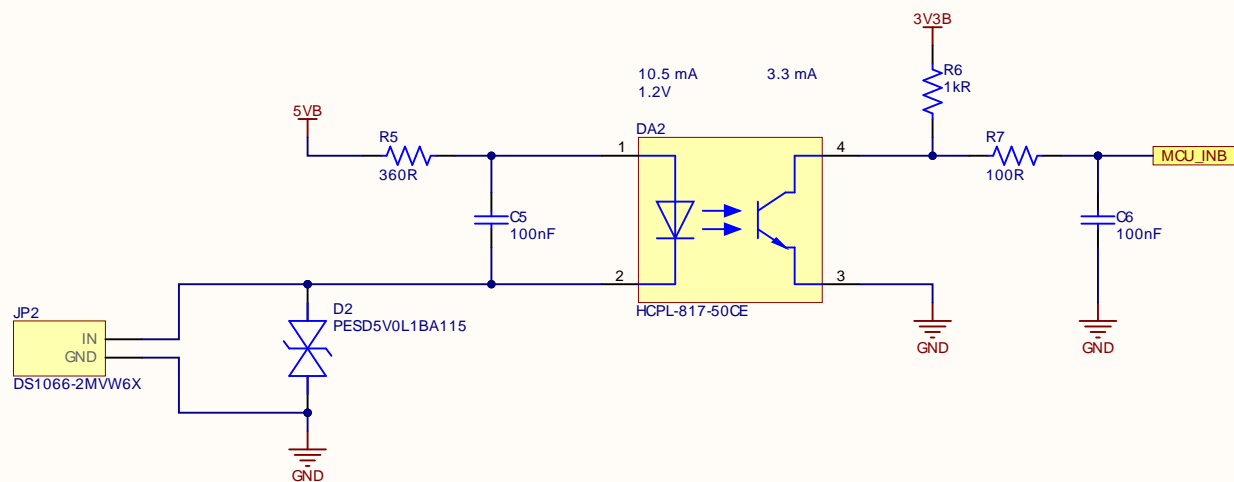 3V3B
10.5 mA
3.3 mA
1.2V
R6
1kR
5VB
DA2
R5
360R
1
4
R7
100R
MCU_INB
C5
100nF
C6
100nF
2
3
HCPL-817-50CE
GND
GND
JP2
IN
GND
DS1066-2MVW6X
D2
PESD5V0L1BA115
GND